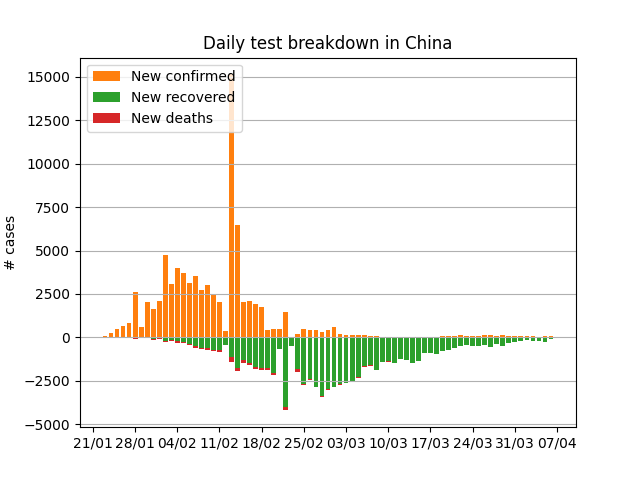 Daily test breakdown in China
# cases
15000
12500
10000
7500
5000
2500
0
−2500
−5000
New confirmed
New recovered
New deaths
21/01 28/01 04/02 11/02 18/02 25/02 03/03 10/03 17/03 24/03 31/03 07/04